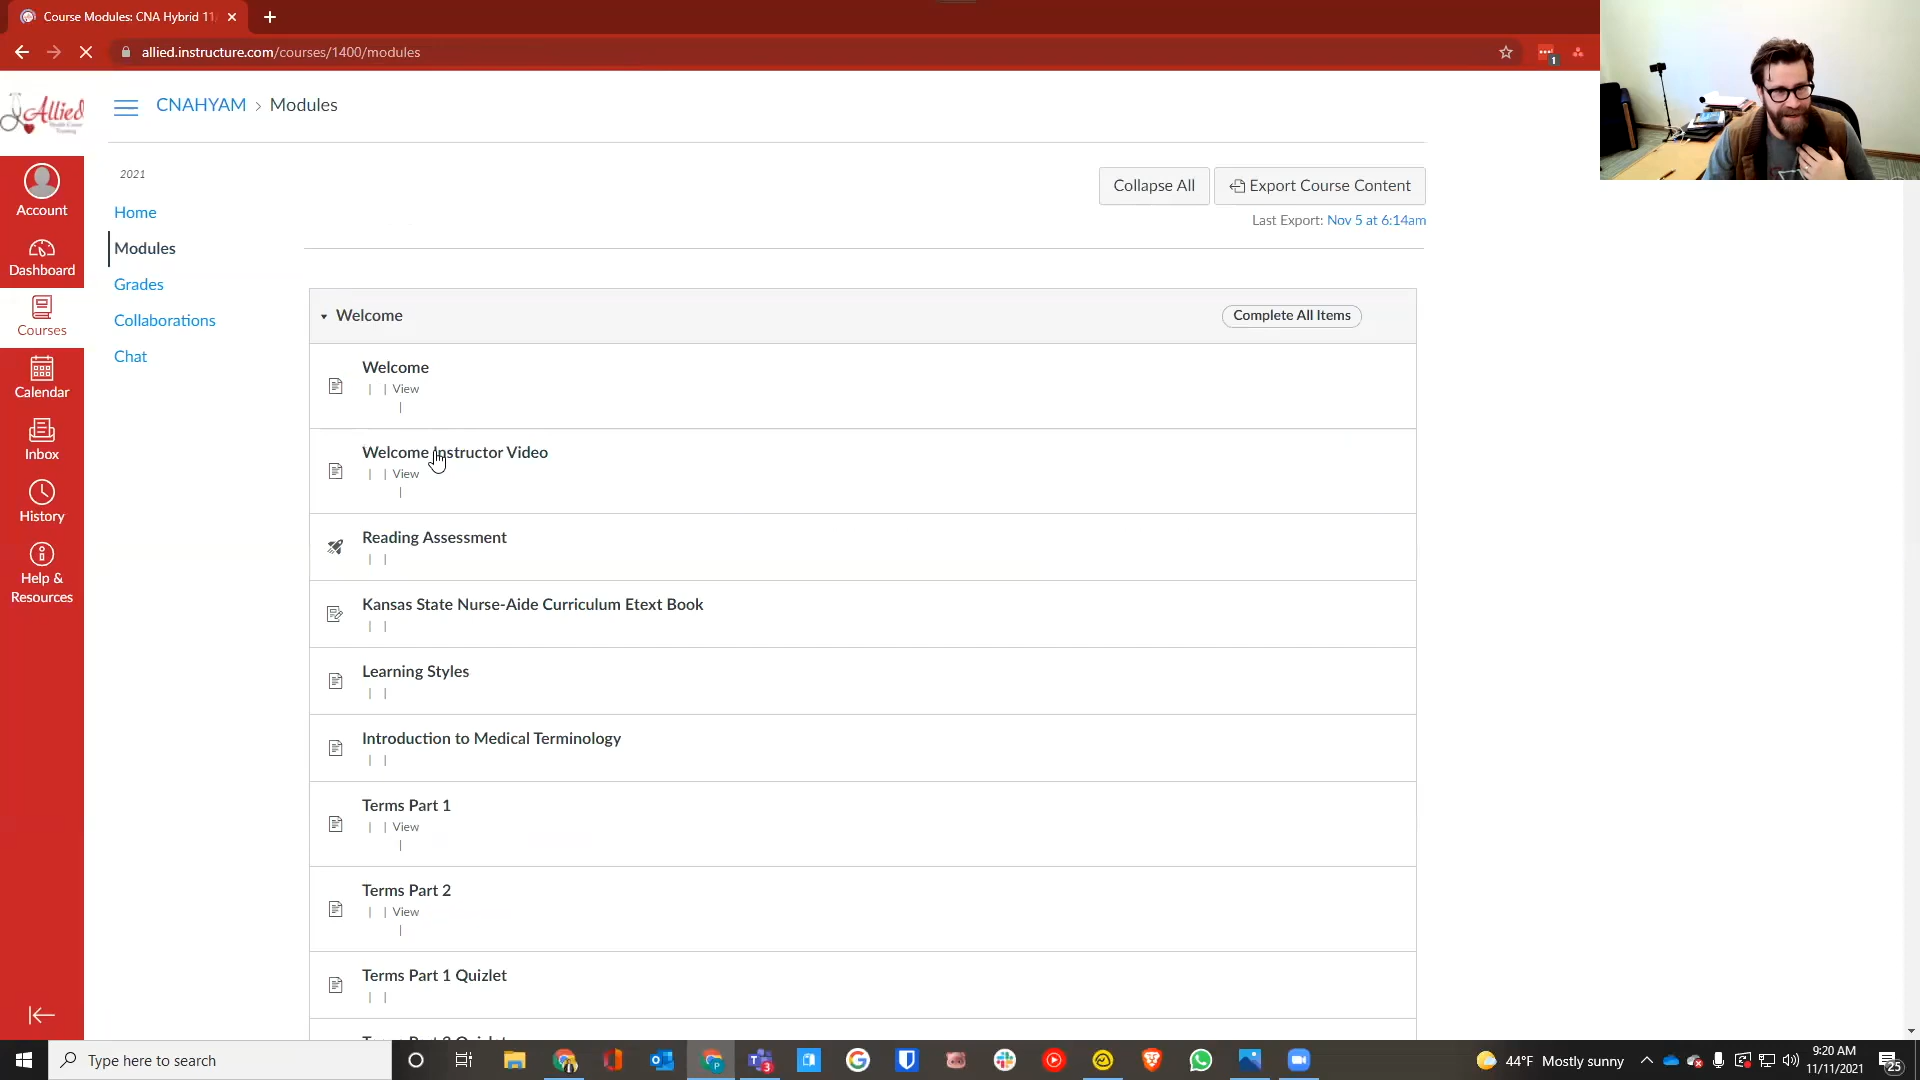 Course Modules: CNA Hybrid 11
allied.instructure.com/courses/1400/modules
1
Allied
CNAHYAM › Modules
2021
Home
Modules
Grades
Collaborations
Chat
Account
Dashboard
Courses
Calendar
Inbox
History
Help &
Resources
Collapse All
Export Course Content
Last Export: Nov 5 at 6:14am
Welcome
Complete All Items
Welcome
| | View
|
Welcome Instructor Video
| | View
|
Reading Assessment
| |
Kansas State Nurse-Aide Curriculum Etext Book
| |
Learning Styles
| |
Introduction to Medical Terminology
| |
Terms Part 1
| | View
|
Terms Part 2
| | View
|
Terms Part 1 Quizlet
| |
Type here to search
44°F Mostly sunny
9:20 AM
11/11/2021
25